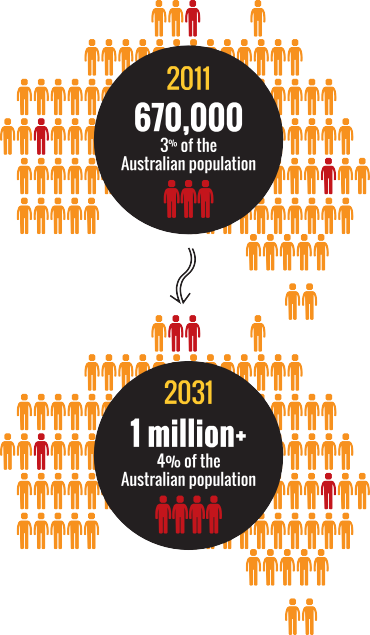 2011
670,000
3% of the
Australian population
2031
1 million+
4% of the
Australian population